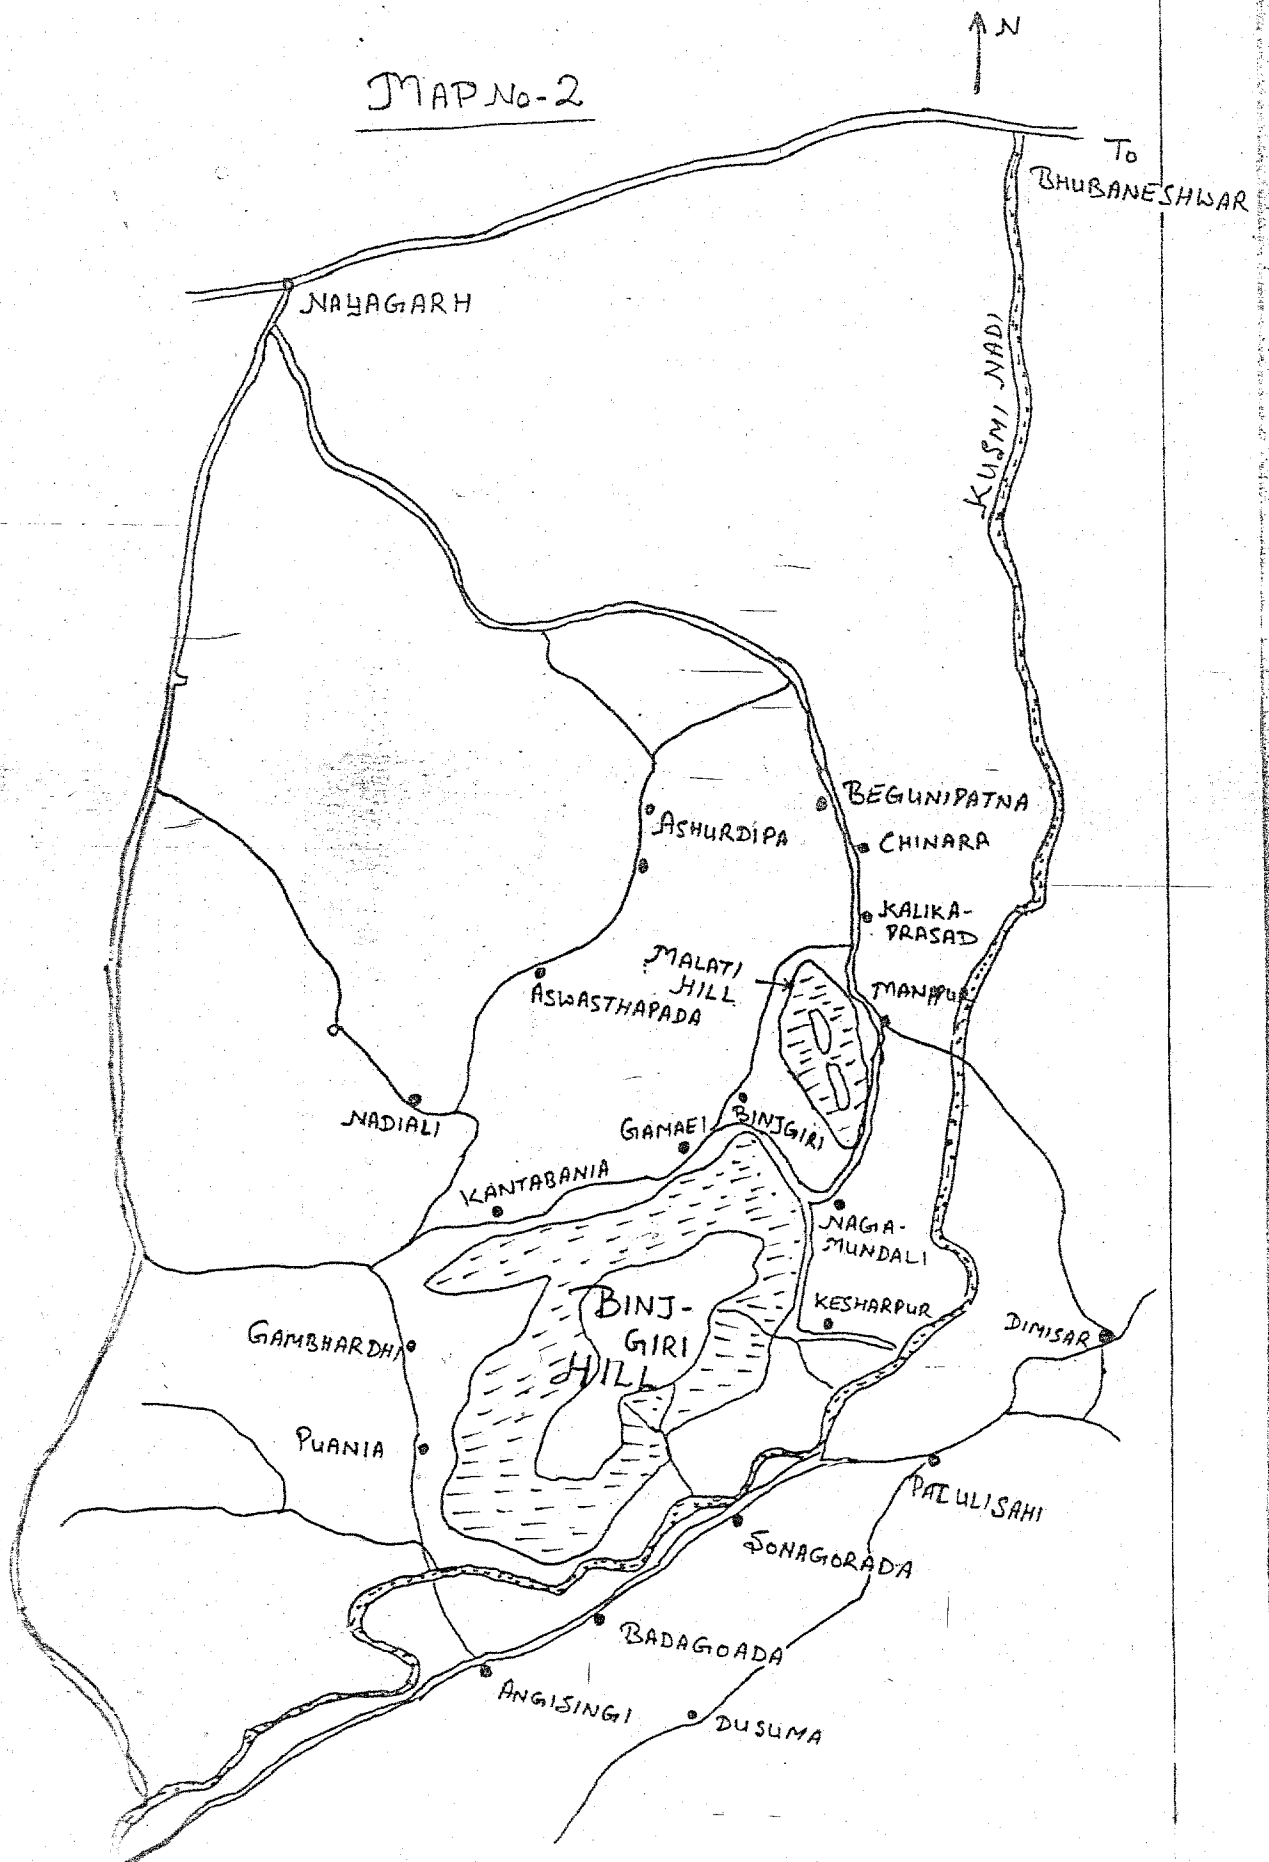 N
MAP No-2
To
BHUBANESHWAR
NAYAGARH
KUSMI NADI
BEGUNIPATNA
ASHURDIPA
CHINARA
KALIKA-
PRASAD
MALATI
HILL
MANPUR
ASWASTHAPADA
NADIALI
GAMAEI
BINJGIRI
KANTABANIA
NAGA-
MUNDALI
BINJ-
GIRI
HILL
KESHARPUR
DIMISAR
GAMBHARDHI
PUANIA
PATULISAHI
SONAGORADA
BADAGOADA
ANGISINGI
DUSUMA